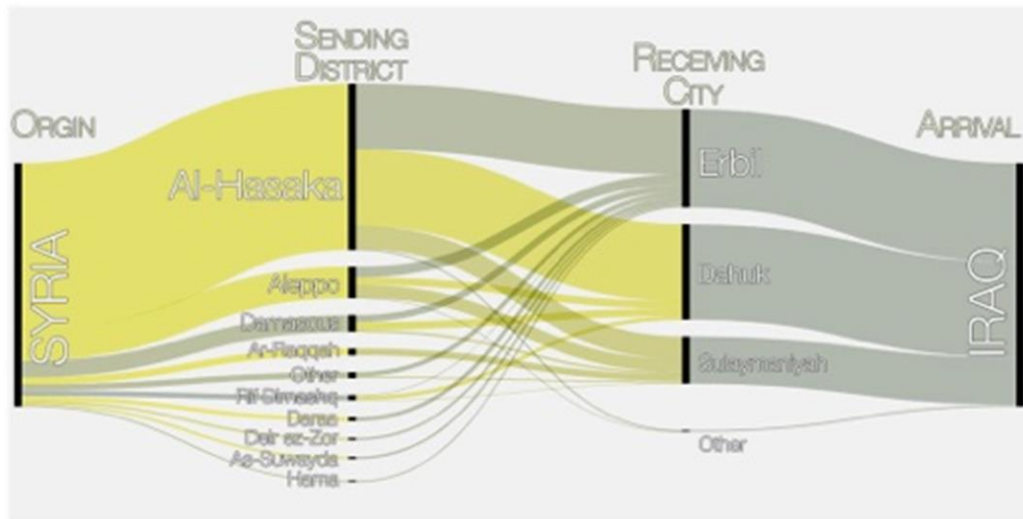 ORGIN
SENDING
DISTRICT
RECEIVING
CITY
ARRIVAL
SYRIA
Al-Hasaka
Aleppo
Damascus
Ar-Raqqah
Other
Rif Dimashq
Daraa
Deir ez-Zor
As-Suwayda
Hama
Erbil
Dahuk
Sulaymaniyah
Other
IRAQ